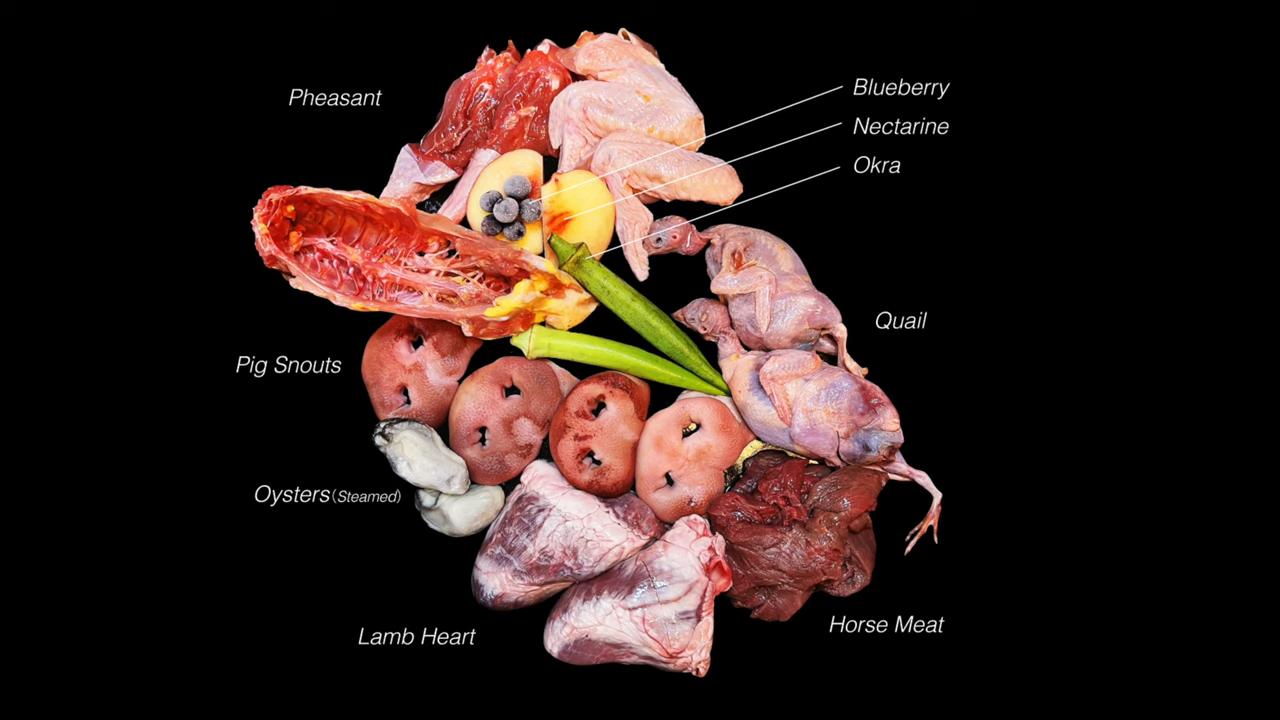 Pheasant
Blueberry
Nectarine
Okra
Quail
Pig Snouts
Oysters(Steamed)
Lamb Heart
Horse Meat